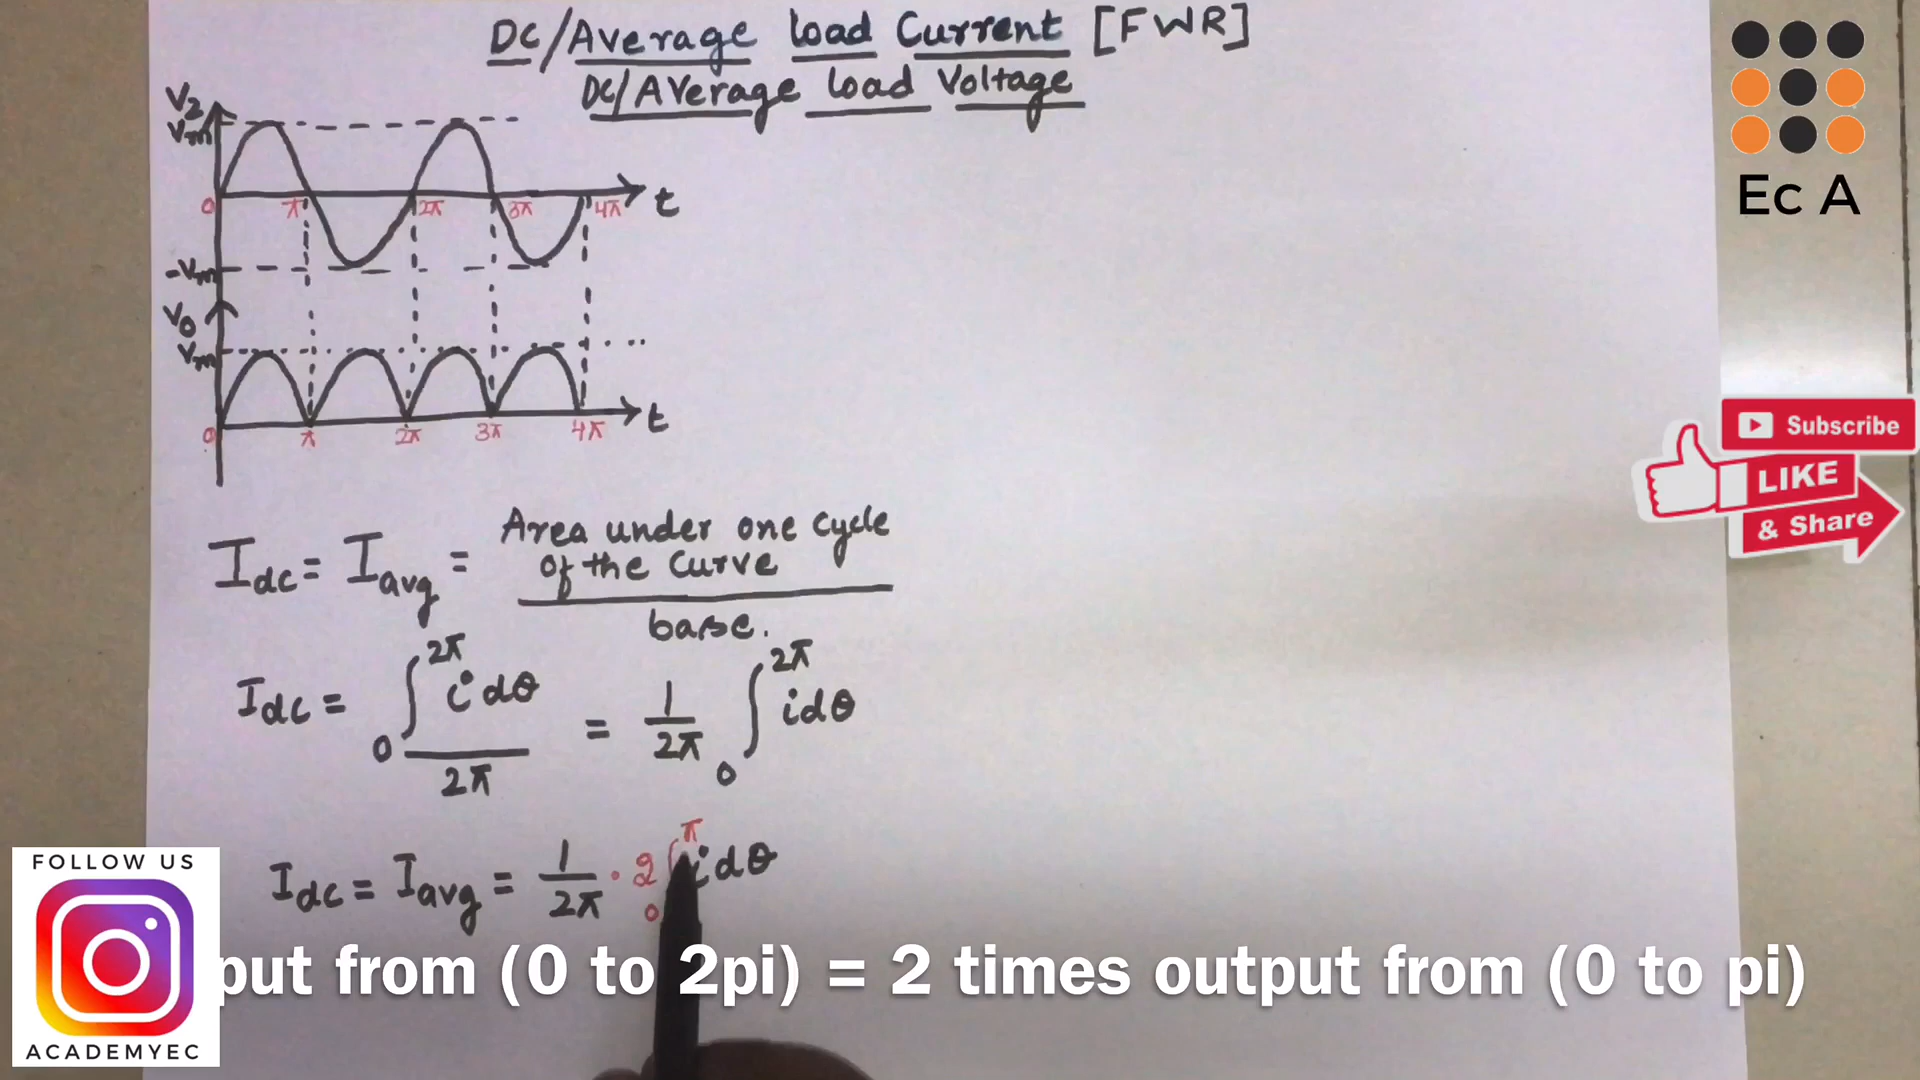 DC/Average load Current [FWR]
DC/AVerage load Voltage
V2
Vm
0 π 2π 3π 4π t
-Vm
V0
Vm
0 π 2π 3π 4π t
Idc = Iavg = Area under one cycle
of the curve
base.
Idc = ∫ 2π i dθ = 1 ∫ 2π i dθ
0 2π 2π 0
Idc = Iavg = 1/2π · 2 ∫ π i dθ
0
put from (0 to 2pi) = 2 times output from (0 to pi)
Ec A
Subscribe
LIKE
& Share
FOLLOW US
ACADEMYEC